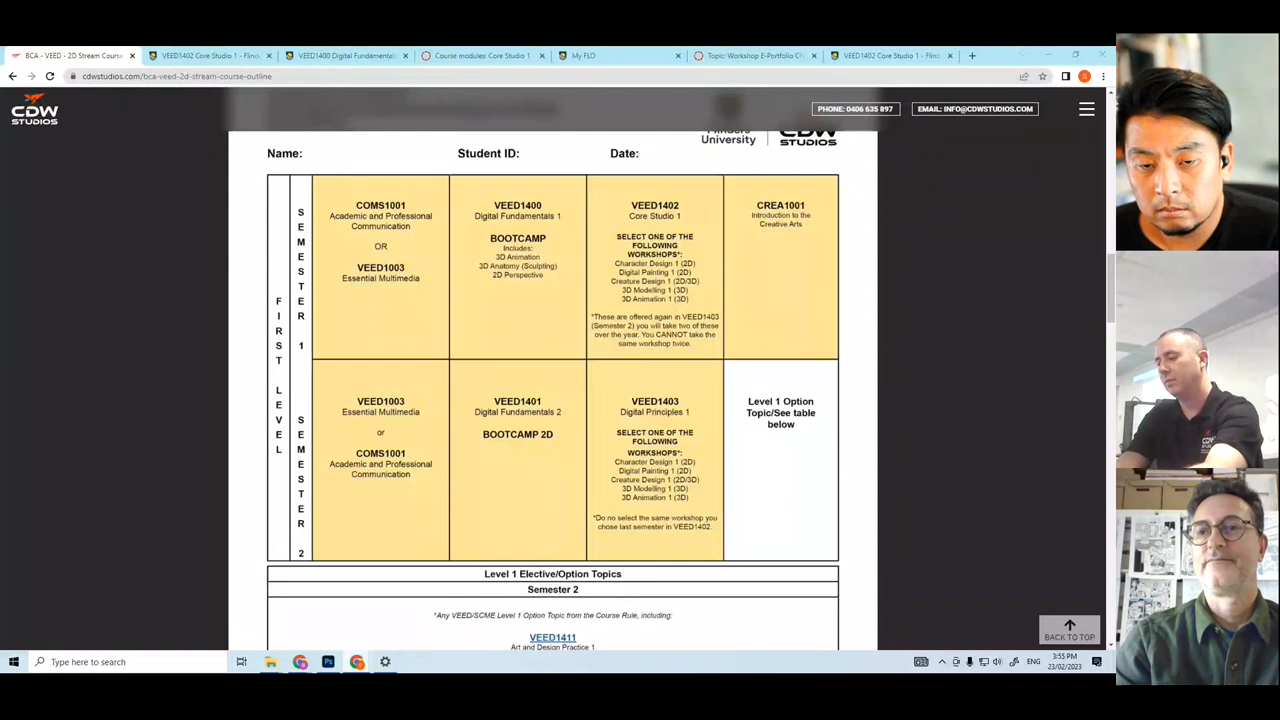 BCA - VEED - 2D Stream Course
VEED1402 Core Studio 1 - Flin
VEED1400 Digital Fundamental
Course modules: Core Studio 1
My FLO
Topic: Workshop E-Portfolio Ch
VEED1402 Core Studio 1 - Flin
cdwstudios.com/bca-veed-2d-stream-course-outline
S
CDW
STUDIOS
PHONE: 0406 635 897
EMAIL: INFO@CDWSTUDIOS.COM
Flinders
University
CDW
STUDIOS
Name:
Student ID:
Date:
FIRST LEVEL
SEMESTER 1
COMS1001
Academic and Professional
Communication
OR
VEED1003
Essential Multimedia
VEED1400
Digital Fundamentals 1
BOOTCAMP
Includes:
3D Animation
3D Anatomy (Sculpting)
2D Perspective
VEED1402
Core Studio 1
SELECT ONE OF THE
FOLLOWING
WORKSHOPS*:
Character Design 1 (2D)
Digital Painting 1 (2D)
Creature Design 1 (2D/3D)
3D Modelling 1 (3D)
3D Animation 1 (3D)
*These are offered again in VEED1403
(Semester 2) you will take two of these
over the year. You CANNOT take the
same workshop twice.
CREA1001
Introduction to the
Creative Arts
SEMESTER 2
VEED1003
Essential Multimedia
or
COMS1001
Academic and Professional
Communication
VEED1401
Digital Fundamentals 2
BOOTCAMP 2D
VEED1403
Digital Principles 1
SELECT ONE OF THE
FOLLOWING
WORKSHOPS*:
Character Design 1 (2D)
Digital Painting 1 (2D)
Creature Design 1 (2D/3D)
3D Modelling 1 (3D)
3D Animation 1 (3D)
*Do no select the same workshop you
chose last semester in VEED1402.
Level 1 Option
Topic/See table
below
Level 1 Elective/Option Topics
Semester 2
*Any VEED/SCME Level 1 Option Topic from the Course Rule, including:
VEED1411
Art and Design Practice 1
BACK TO TOP
Type here to search
Ps
ENG
3:55 PM
23/02/2023